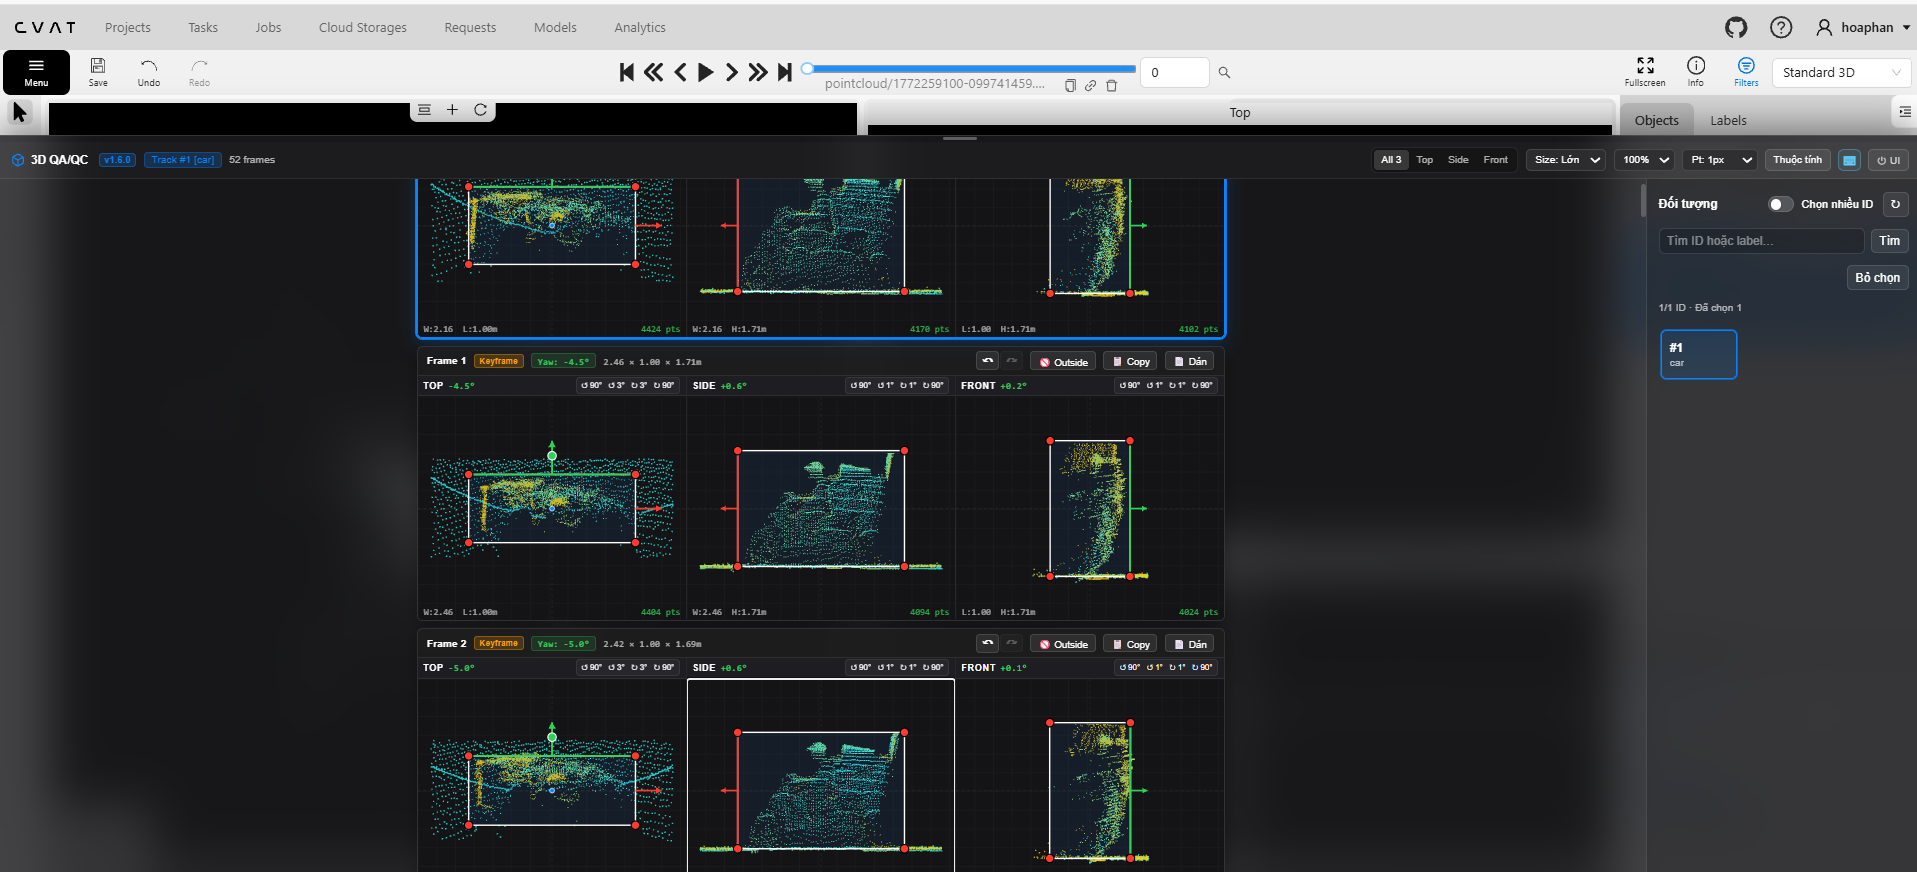 CVAT Projects Tasks Jobs Cloud Storages Requests Models Analytics hoaphan
Menu Save Undo Redo pointcloud/1772259100-099741459.... 0 Fullscreen Info Filters Standard 3D
Top Objects Labels
3D QA/QC v1.6.0 Track #1 [car] 52 frames All 3 Top Side Front Size: Lớn 100% Pt: 1px Thuộc tính UI
Đối tượng Chọn nhiều ID
Tìm ID hoặc label... Tìm
Bỏ chọn
1/1 ID · Đã chọn 1
#1
car
W:2.16 L:1.00m 4424 pts W:2.16 H:1.71m 4170 pts L:1.00 H:1.71m 4102 pts
Frame 1 Keyframe Yaw: -4.5° 2.46 × 1.00 × 1.71m Outside Copy Dán
TOP -4.5° ↺90° ↺3° ↻3° ↻90° SIDE +0.6° ↺90° ↺1° ↻1° ↻90° FRONT +0.2° ↺90° ↺1° ↻1° ↻90°
W:2.46 L:1.00m 4404 pts W:2.46 H:1.71m 4094 pts L:1.00 H:1.71m 4024 pts
Frame 2 Keyframe Yaw: -5.0° 2.42 × 1.00 × 1.69m Outside Copy Dán
TOP -5.0° ↺90° ↺3° ↻3° ↻90° SIDE +0.6° ↺90° ↺1° ↻1° ↻90° FRONT +0.1° ↺90° ↺1° ↻1° ↻90°